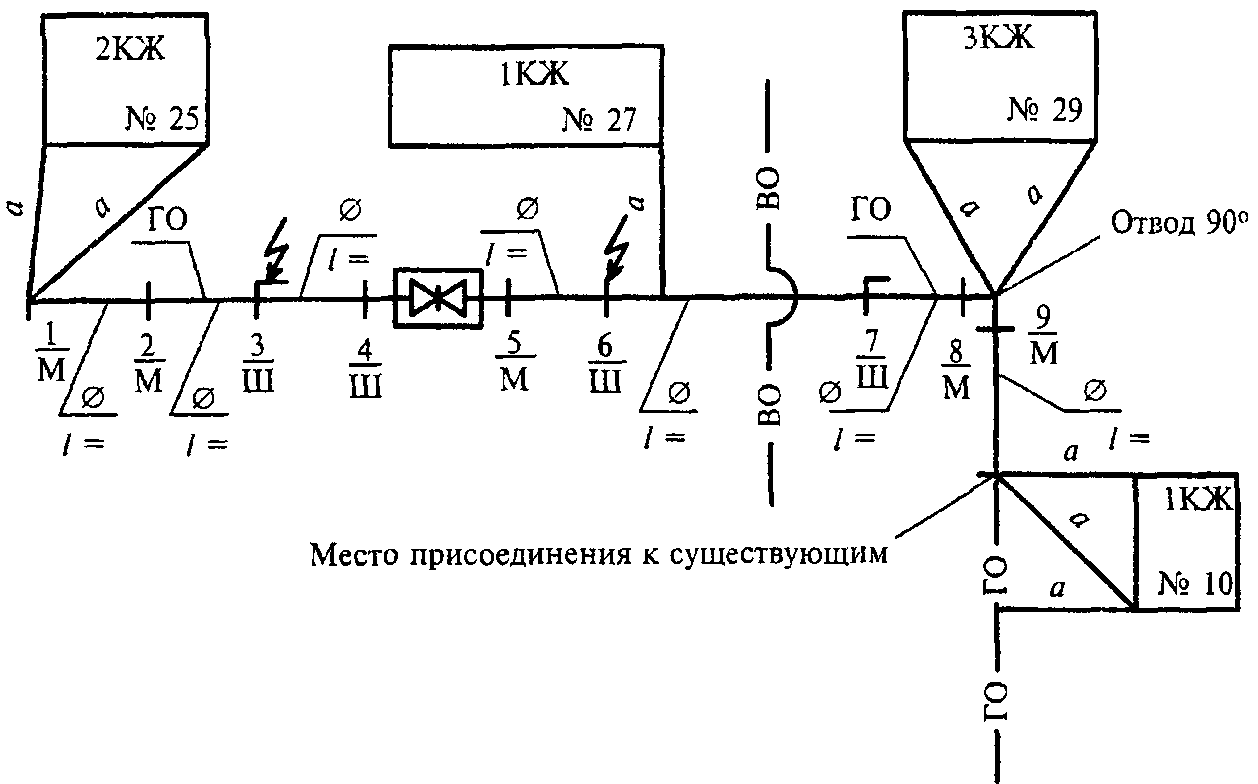 2КЖ
№ 25
1КЖ
№ 27
3КЖ
№ 29
а
а
ГО
∅
l =
∅
l =
а
ВО
ГО
а
а
Отвод 90°
1
М
2
М
3
Ш
4
Ш
5
М
6
Ш
7
Ш
8
М
9
М
∅
l =
∅
l =
∅
l =
ВО
∅
l =
∅
l =
а
1КЖ
№ 10
а
а
Место присоединения к существующим
ГО
ГО